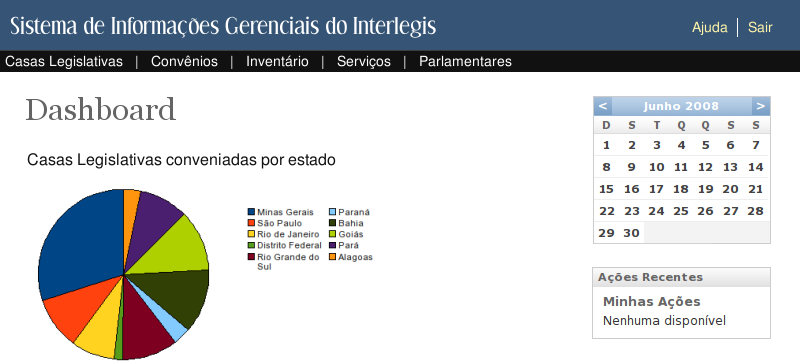 Sistema de Informações Gerenciais do Interlegis
Ajuda | Sair
Casas Legislativas | Convênios | Inventário | Serviços | Parlamentares
Dashboard
Casas Legislativas conveniadas por estado
Minas Gerais
São Paulo
Rio de Janeiro
Distrito Federal
Rio Grande do
Sul
Paraná
Bahia
Goiás
Pará
Alagoas
< Junho 2008 >
D S T Q Q S S
1 2 3 4 5 6 7
8 9 10 11 12 13 14
15 16 17 18 19 20 21
22 23 24 25 26 27 28
29 30
Ações Recentes
Minhas Ações
Nenhuma disponível